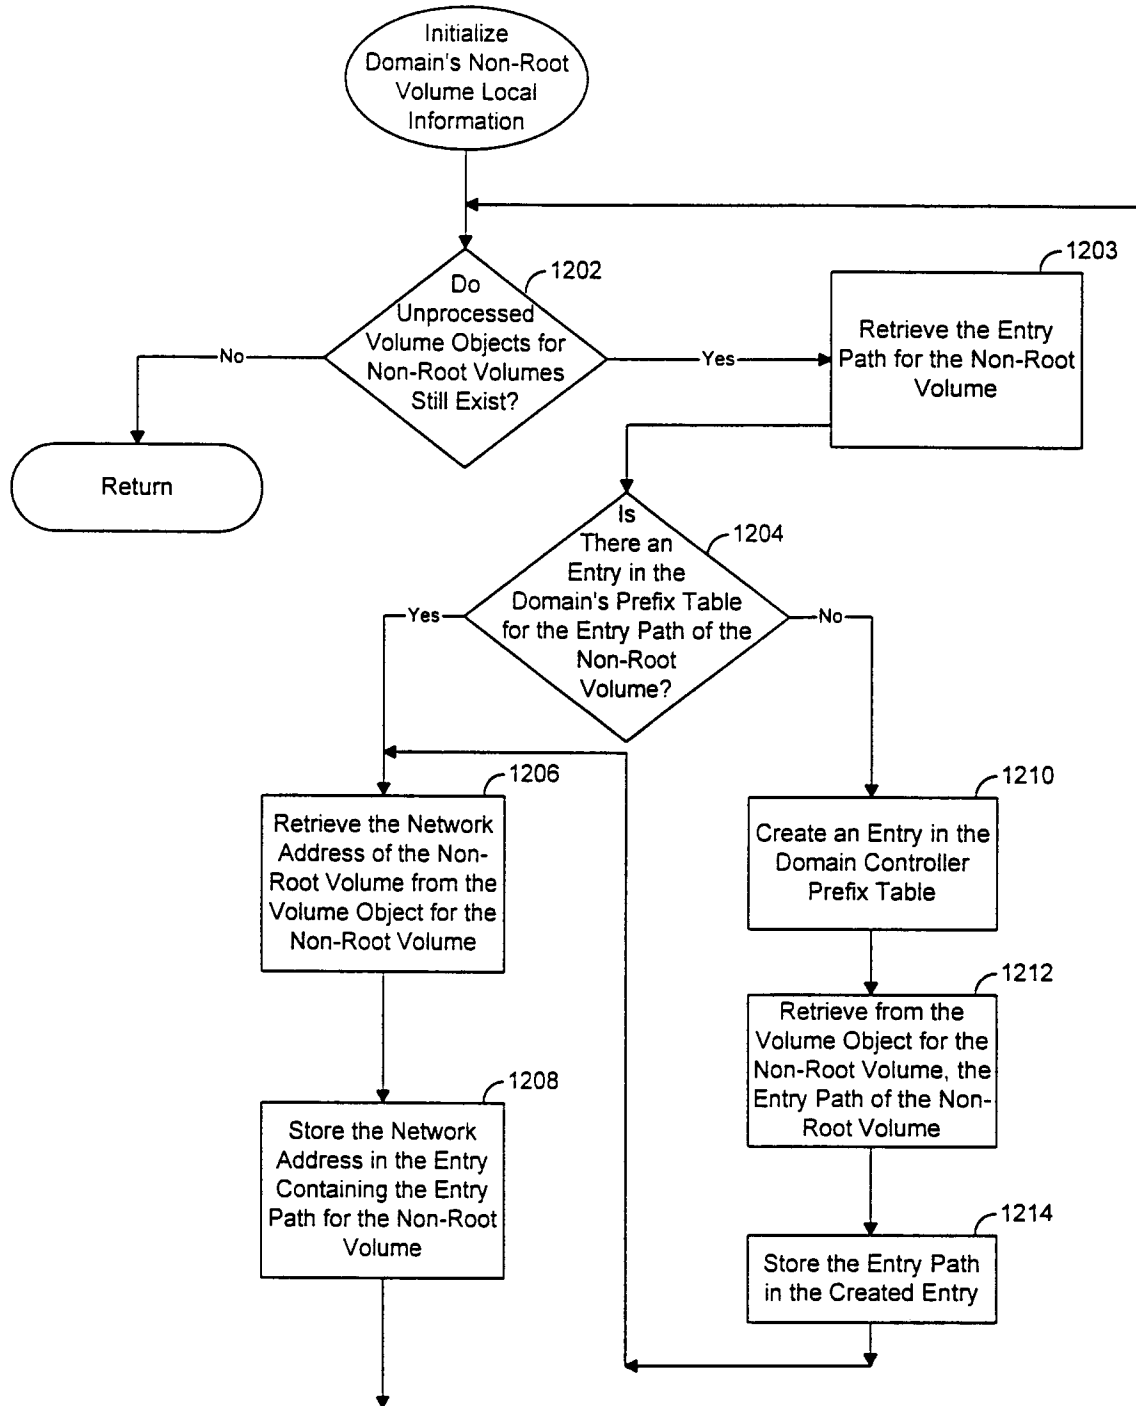 Initialize
Domain's Non-Root
Volume Local
Information
1202
Do
Unprocessed
Volume Objects for
Non-Root Volumes
Still Exist?
No
Yes
1203
Retrieve the Entry
Path for the Non-Root
Volume
Return
1204
Is
There an
Entry in the
Domain's Prefix Table
for the Entry Path of the
Non-Root
Volume?
Yes
No
1206
Retrieve the Network
Address of the Non-
Root Volume from the
Volume Object for the
Non-Root Volume
1210
Create an Entry in the
Domain Controller
Prefix Table
1212
Retrieve from the
Volume Object for the
Non-Root Volume, the
Entry Path of the Non-
Root Volume
1208
Store the Network
Address in the Entry
Containing the Entry
Path for the Non-Root
Volume
1214
Store the Entry Path
in the Created Entry